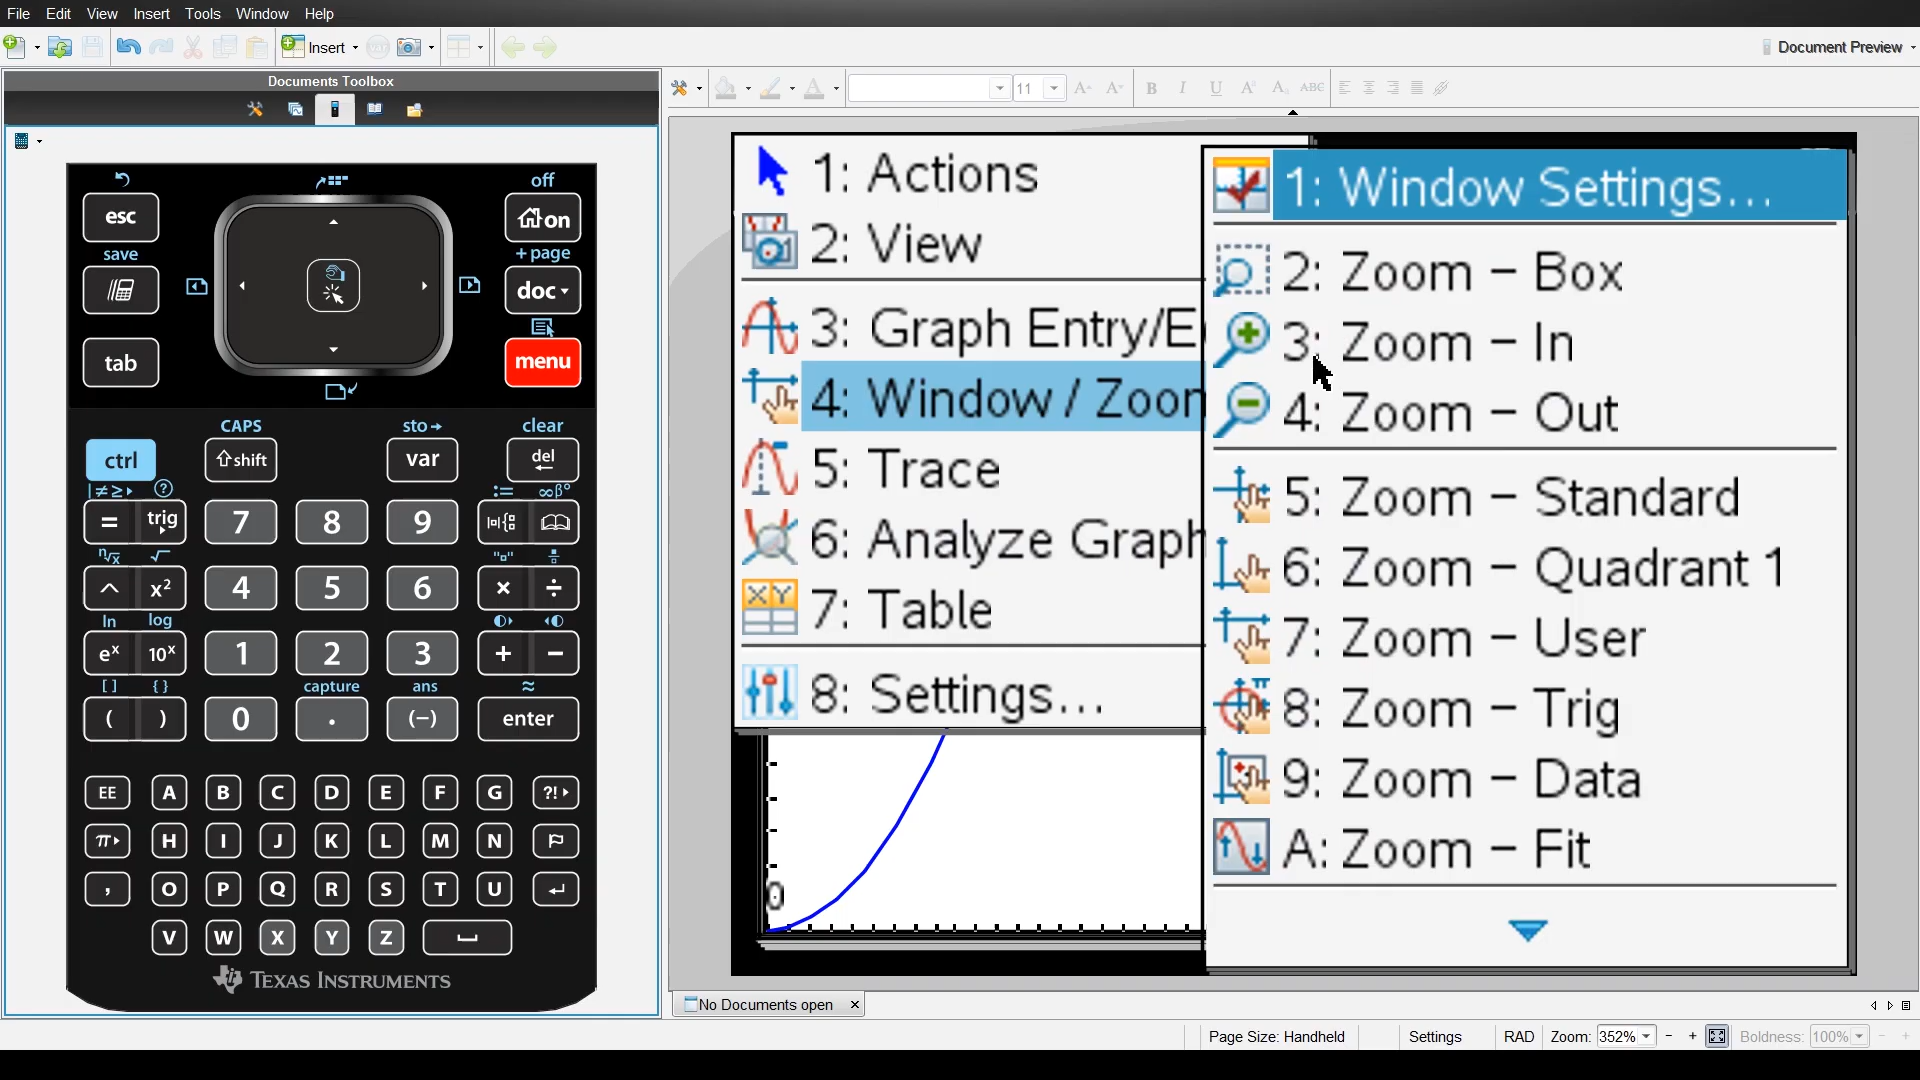 File Edit View Insert Tools Window Help
Insert
Document Preview
Documents Toolbox
11
B I U A A ABC
esc
off
on
save
+ page
doc
tab
menu
ctrl
CAPS
shift
sto→
var
clear
del
|≠≥▸ ?
:= ∞β°
= trig 7 8 9
ⁿ√x √
"▫"
^ x² 4 5 6 × ÷
ln log
eˣ 10ˣ 1 2 3 + −
[ ] { } capture ans ≈
( ) 0 . (−) enter
EE A B C D E F G ?!▸
π▸ H I J K L M N
, O P Q R S T U ↵
V W X Y Z
TEXAS INSTRUMENTS
1: Actions
2: View
3: Graph Entry/E
4: Window / Zoom
5: Trace
6: Analyze Graph
7: Table
8: Settings...
0
1: Window Settings...
2: Zoom – Box
3: Zoom – In
4: Zoom – Out
5: Zoom – Standard
6: Zoom – Quadrant 1
7: Zoom – User
8: Zoom – Trig
9: Zoom – Data
A: Zoom – Fit
No Documents open
Page Size: Handheld Settings RAD Zoom: 352% - + Boldness: 100% - +